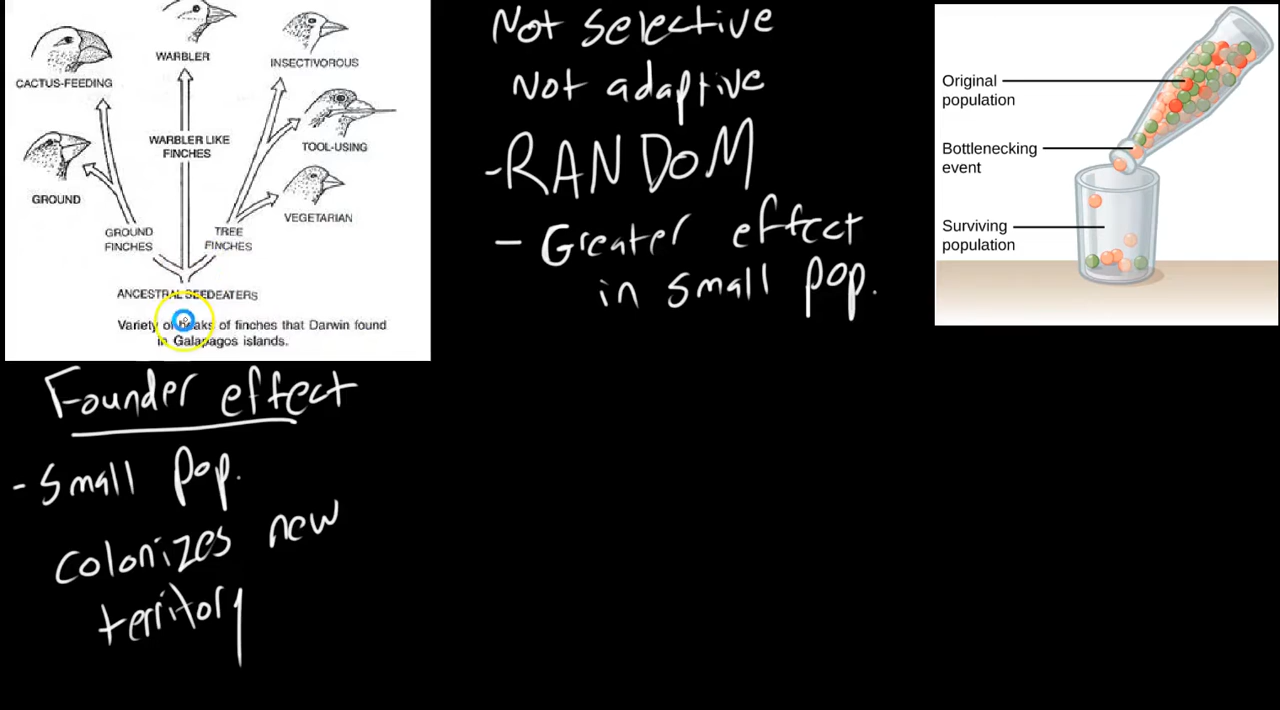 WARBLER
CACTUS-FEEDING
INSECTIVOROUS
WARBLER LIKE
FINCHES
TOOL-USING
GROUND
VEGETARIAN
GROUND
FINCHES
TREE
FINCHES
ANCESTRAL SEEDEATERS
Variety of beaks of finches that Darwin found
in Galapagos islands.
Founder effect
- Small pop.
colonizes new
territory
Not selective
Not adaptive
- RANDOM
- Greater effect
in small pop.
Original
population
Bottlenecking
event
Surviving
population